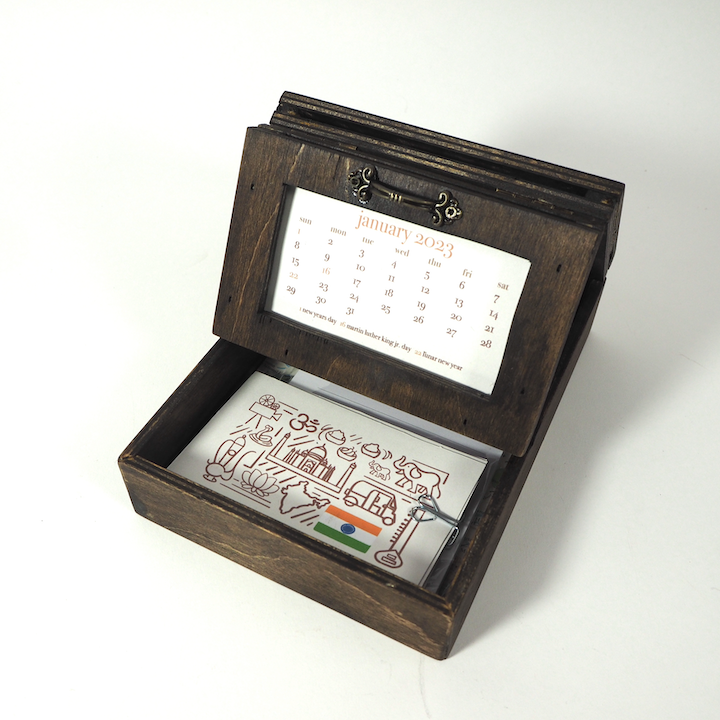 january 2023
sun mon tue wed thu fri sat
1 2 3 4 5 6 7
8 9 10 11 12 13 14
15 16 17 18 19 20 21
22 23 24 25 26 27 28
29 30 31
1 new years day 16 martin luther king jr. day 22 lunar new year
ॐ